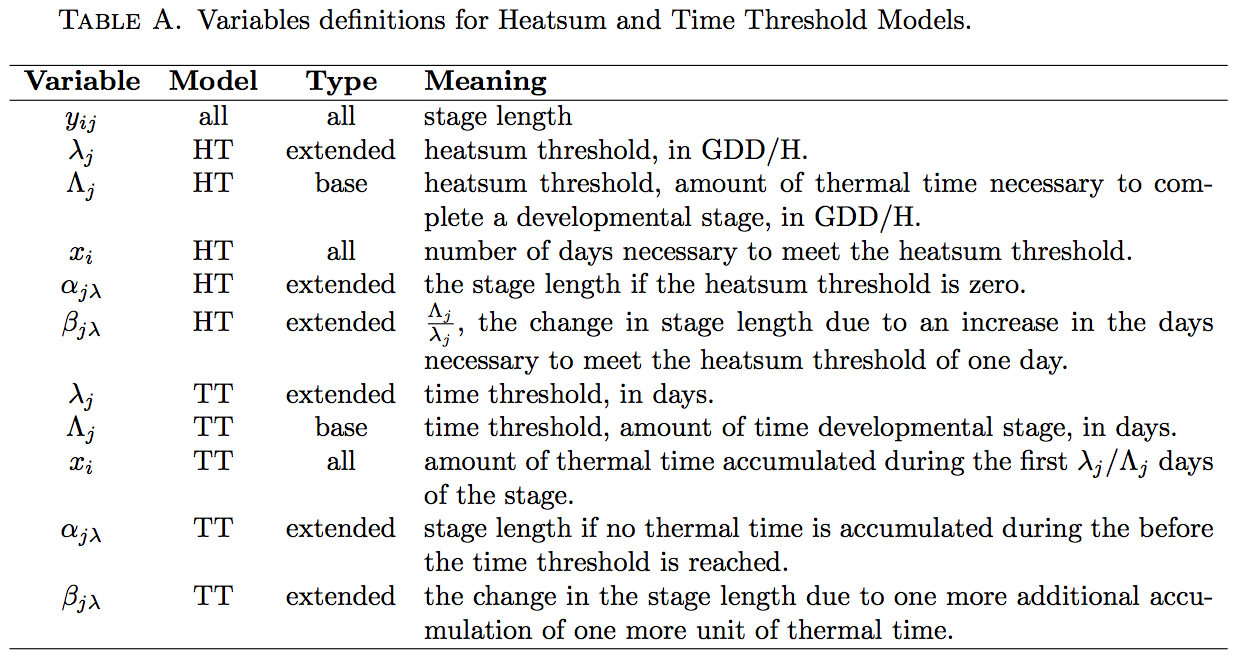 TABLE A. Variables definitions for Heatsum and Time Threshold Models.
Variable Model Type Meaning
y_{ij} all all stage length
λ_j HT extended heatsum threshold, in GDD/H.
Λ_j HT base heatsum threshold, amount of thermal time necessary to com-
plete a developmental stage, in GDD/H.
x_i HT all number of days necessary to meet the heatsum threshold.
α_{jλ} HT extended the stage length if the heatsum threshold is zero.
β_{jλ} HT extended Λ_j/λ_j, the change in stage length due to an increase in the days
necessary to meet the heatsum threshold of one day.
λ_j TT extended time threshold, in days.
Λ_j TT base time threshold, amount of time developmental stage, in days.
x_i TT all amount of thermal time accumulated during the first λ_j/Λ_j days
of the stage.
α_{jλ} TT extended stage length if no thermal time is accumulated during the before
the time threshold is reached.
β_{jλ} TT extended the change in the stage length due to one more additional accu-
mulation of one more unit of thermal time.